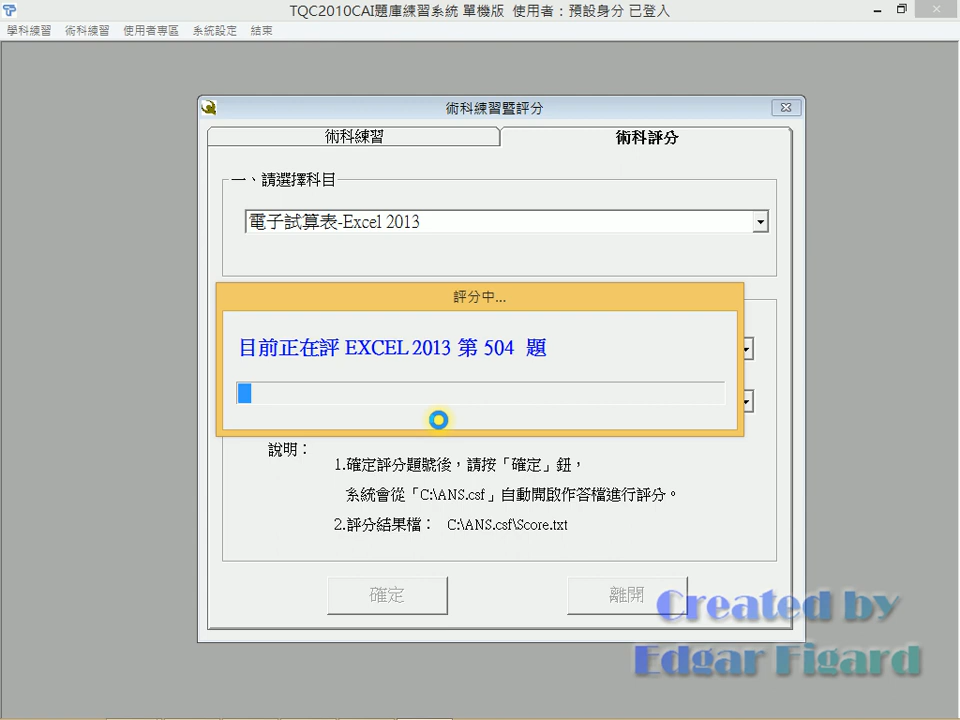 TQC2010CAI題庫練習系統 單機版 使用者：預設身分 已登入
學科練習 術科練習 使用者專區 系統設定 結束
術科練習暨評分
術科練習 術科評分
一、請選擇科目
電子試算表-Excel 2013
評分中...
目前正在評 EXCEL 2013 第 504 題
說明：
1.確定評分題號後，請按「確定」鈕，
系統會從「C:\ANS.csf」自動開啟作答檔進行評分。
2.評分結果檔： C:\ANS.csf\Score.txt
確定 離開
Created by
Edgar Figard